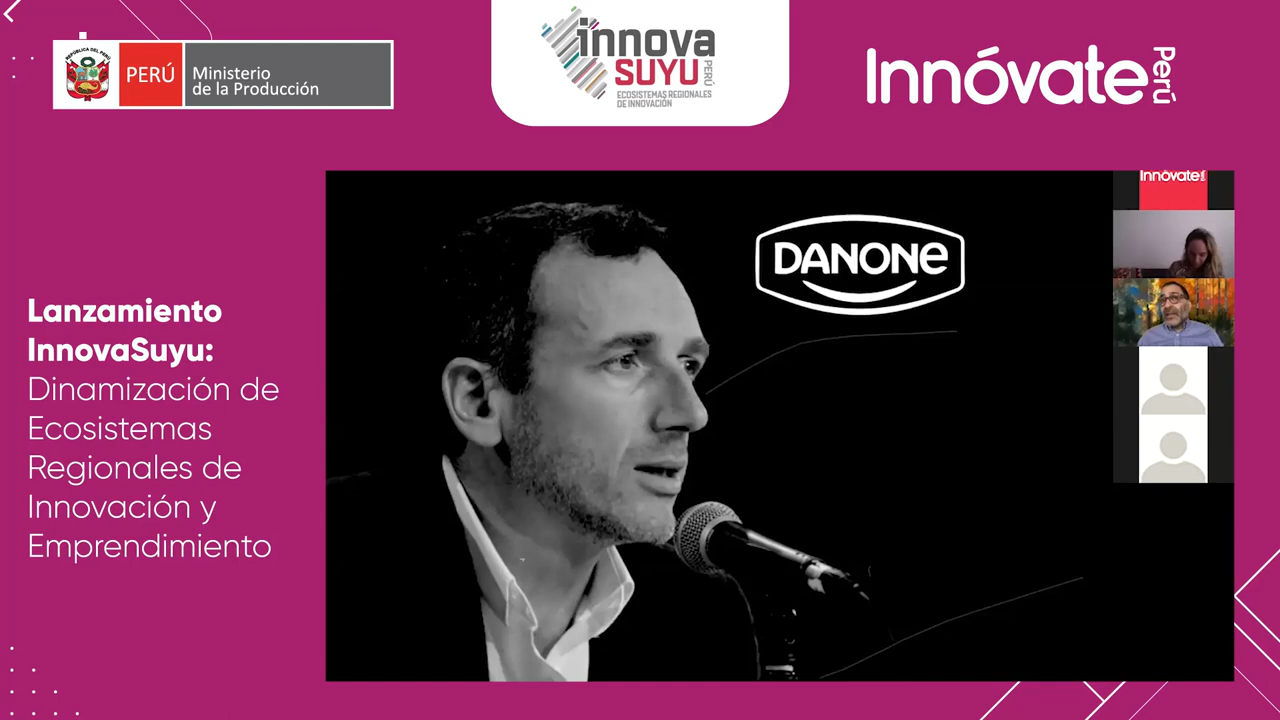 REPÚBLICA DEL PERÚ
PERÚ
Ministerio
de la Producción
innova
SUYU
PERÚ
ECOSISTEMAS REGIONALES
DE INNOVACIÓN
Innóvate
Perú
Innóvate
DANONE
Lanzamiento
InnovaSuyu:
Dinamización de
Ecosistemas
Regionales de
Innovación y
Emprendimiento